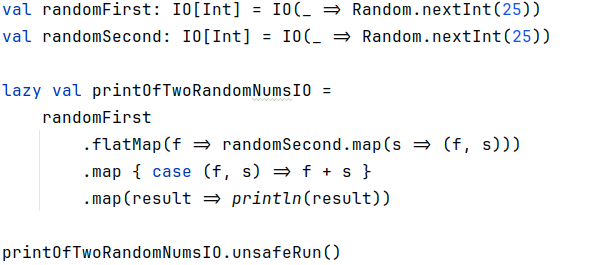 val randomFirst: IO[Int] = IO(_ => Random.nextInt(25))
val randomSecond: IO[Int] = IO(_ => Random.nextInt(25))
lazy val printOfTwoRandomNumsIO =
randomFirst
.flatMap(f => randomSecond.map(s => (f, s)))
.map { case (f, s) => f + s }
.map(result => println(result))
printOfTwoRandomNumsIO.unsafeRun()